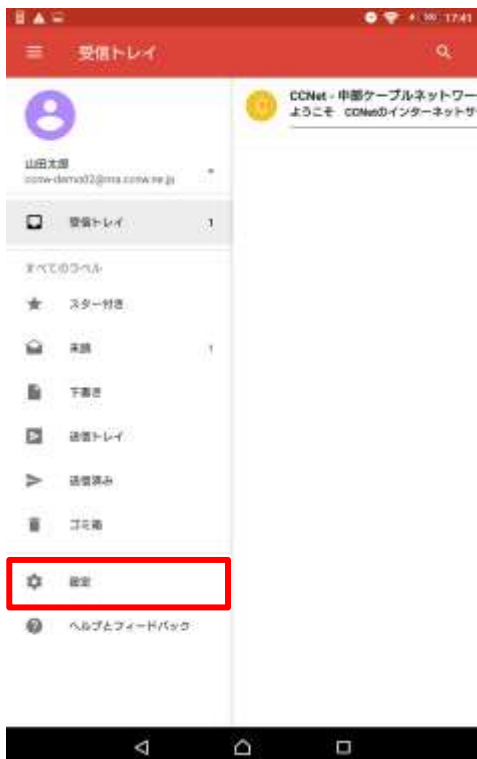 17:41
受信トレイ
CCNet - 中部ケーブルネットワー
ようこそ CCNetのインターネットサ
山田太郎
受信トレイ 1
すべてのラベル
スター付き
未読 1
下書き
送信トレイ
送信済み
ゴミ箱
設定
ヘルプとフィードバック